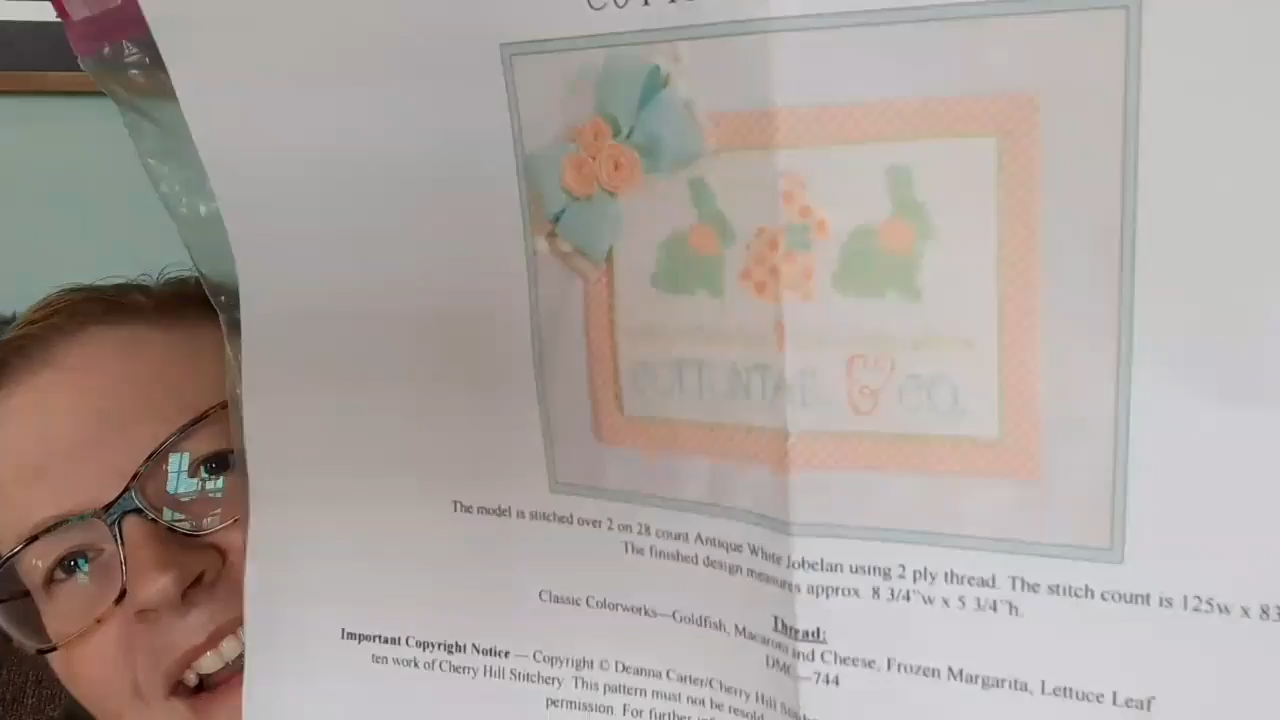 COTTONTAIL & CO.
The model is stitched over 2 on 28 count Antique White Jobelan using 2 ply thread. The stitch count is 125w x 83
The finished design measures approx. 8 3/4"w x 5 3/4"h.
Thread:
Classic Colorworks—Goldfish, Macaroni and Cheese, Frozen Margarita, Lettuce Leaf
DMC—744
Important Copyright Notice — Copyright © Deanna Carter/Cherry Hill
ten work of Cherry Hill Stitchery. This pattern must not be resold
permission. For further